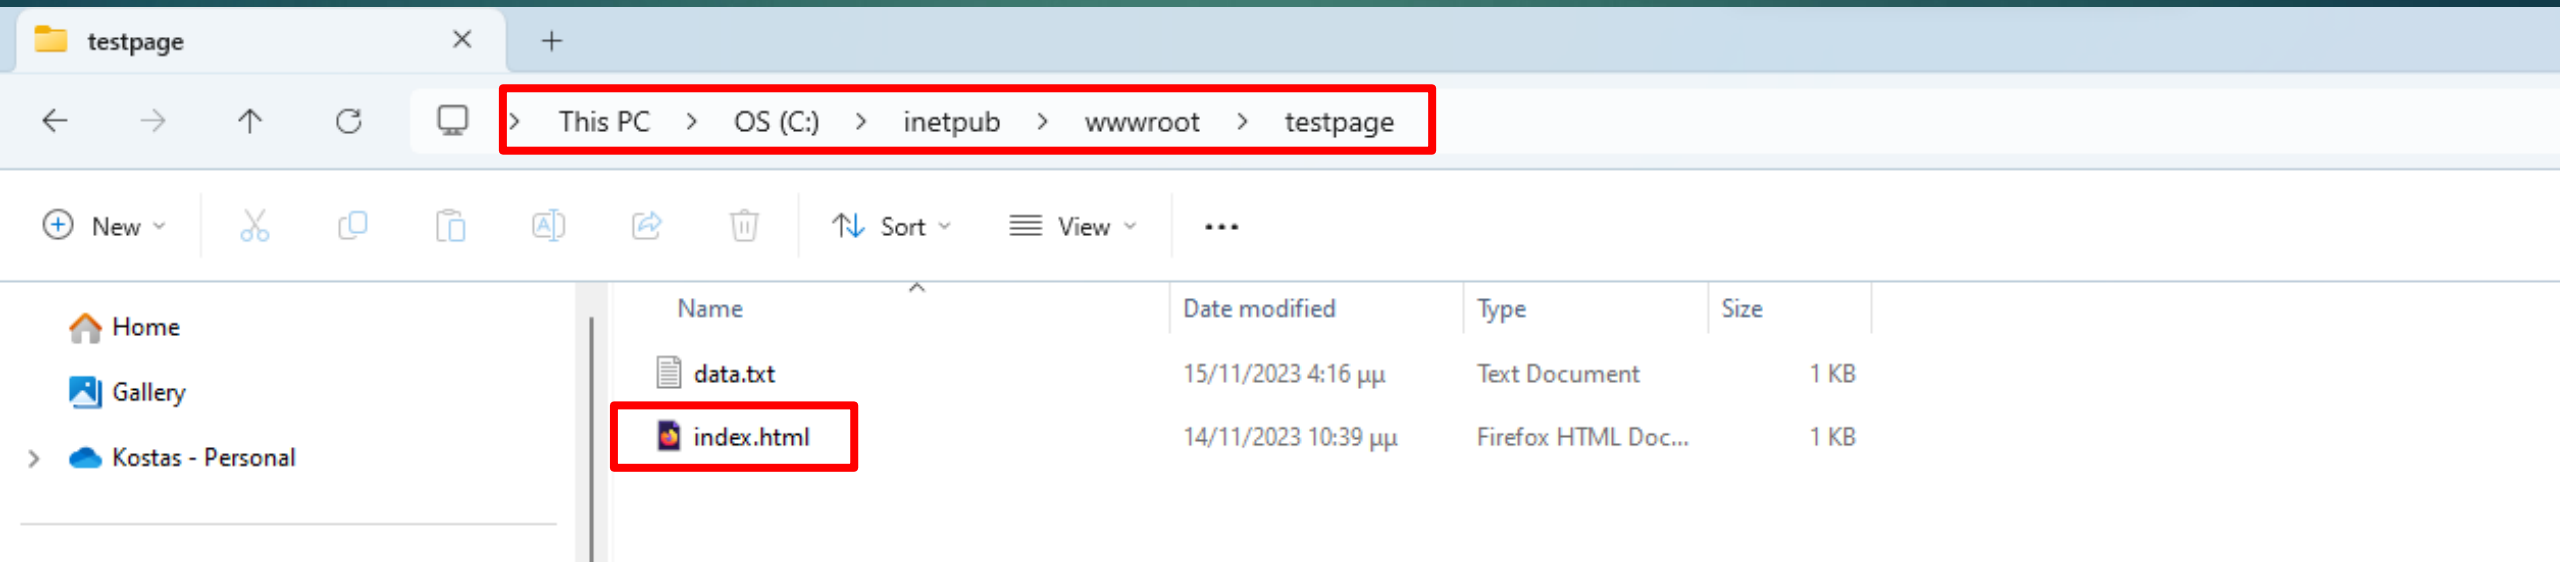 testpage
This PC > OS (C:) > inetpub > wwwroot > testpage
New Sort View
Name Date modified Type Size
Home
data.txt 15/11/2023 4:16 μμ Text Document 1 KB
Gallery
index.html 14/11/2023 10:39 μμ Firefox HTML Doc... 1 KB
Kostas - Personal